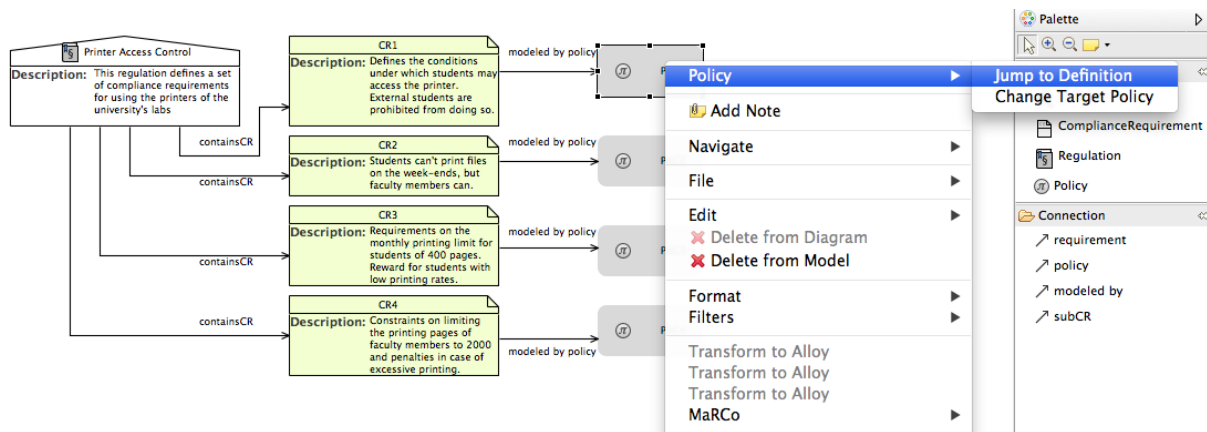 Printer Access Control
Description: This regulation defines a set
of compliance requirements
for using the printers of the
university's labs
containsCR
containsCR
containsCR
containsCR
CR1
Description: Defines the conditions
under which students may
access the printer.
External students are
prohibited from doing so.
CR2
Description: Students can't print files
on the week-ends, but
faculty members can.
CR3
Description: Requirements on the
monthly printing limit for
students of 400 pages.
Reward for students with
low printing rates.
CR4
Description: Constraints on limiting
the printing pages of
faculty members to 2000
and penalties in case of
excessive printing.
modeled by policy
modeled by policy
modeled by policy
modeled by policy
π
π
π
π
Policy
Add Note
Navigate
File
Edit
Delete from Diagram
Delete from Model
Format
Filters
Transform to Alloy
Transform to Alloy
Transform to Alloy
MaRCo
Jump to Definition
Change Target Policy
Palette
ComplianceRequirement
§ Regulation
π Policy
Connection
requirement
policy
modeled by
subCR